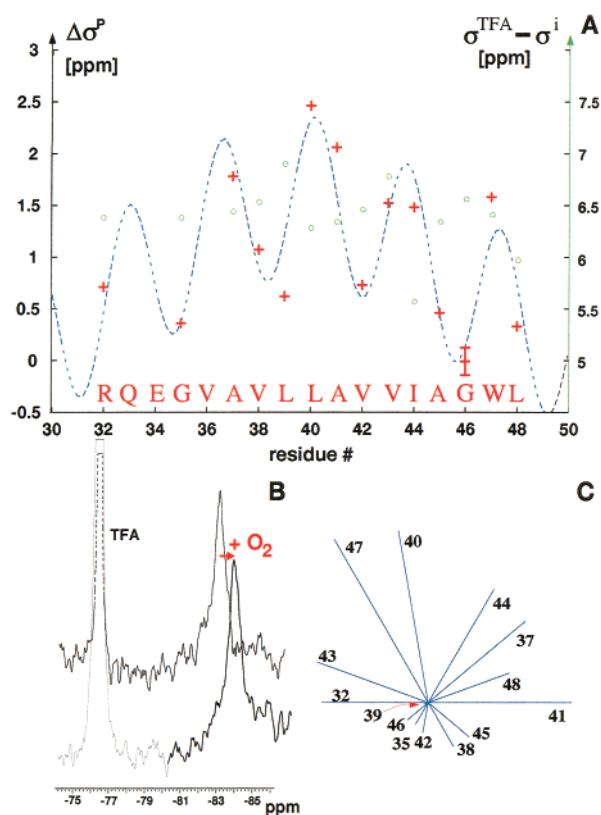 Δσᴾ
[ppm]
σᵀᶠᴬ − σⁱ
[ppm]
A
3
2.5
2
1.5
1
0.5
0
-0.5
7.5
7
6.5
6
5.5
5
R Q E G V A V L L A V V I A G W L
30 32 34 36 38 40 42 44 46 48 50
residue #
B
TFA
+ O₂
-75 -77 -79 -81 -83 -85
ppm
C
47
40
44
37
43
48
32
39
41
46
35
42
38
45